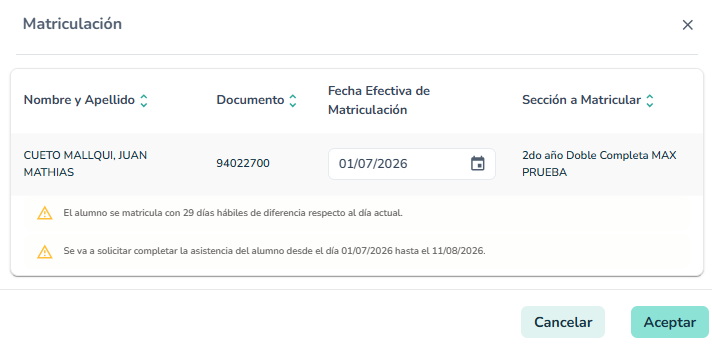 Matriculación
Nombre y Apellido
Documento
Fecha Efectiva de
Matriculación
Sección a Matricular
CUETO MALLQUI, JUAN
MATHIAS
94022700
01/07/2026
2do año Doble Completa MAX
PRUEBA
El alumno se matricula con 29 días hábiles de diferencia respecto al día actual.
Se va a solicitar completar la asistencia del alumno desde el día 01/07/2026 hasta el 11/08/2026.
Cancelar
Aceptar